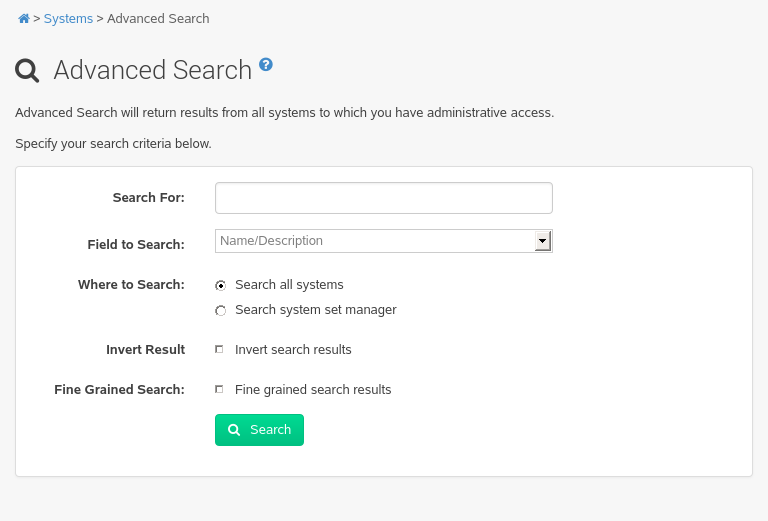 > Systems > Advanced Search
Advanced Search ?
Advanced Search will return results from all systems to which you have administrative access.
Specify your search criteria below.
Search For:
Field to Search: Name/Description
Where to Search: Search all systems
Search system set manager
Invert Result Invert search results
Fine Grained Search: Fine grained search results
Search